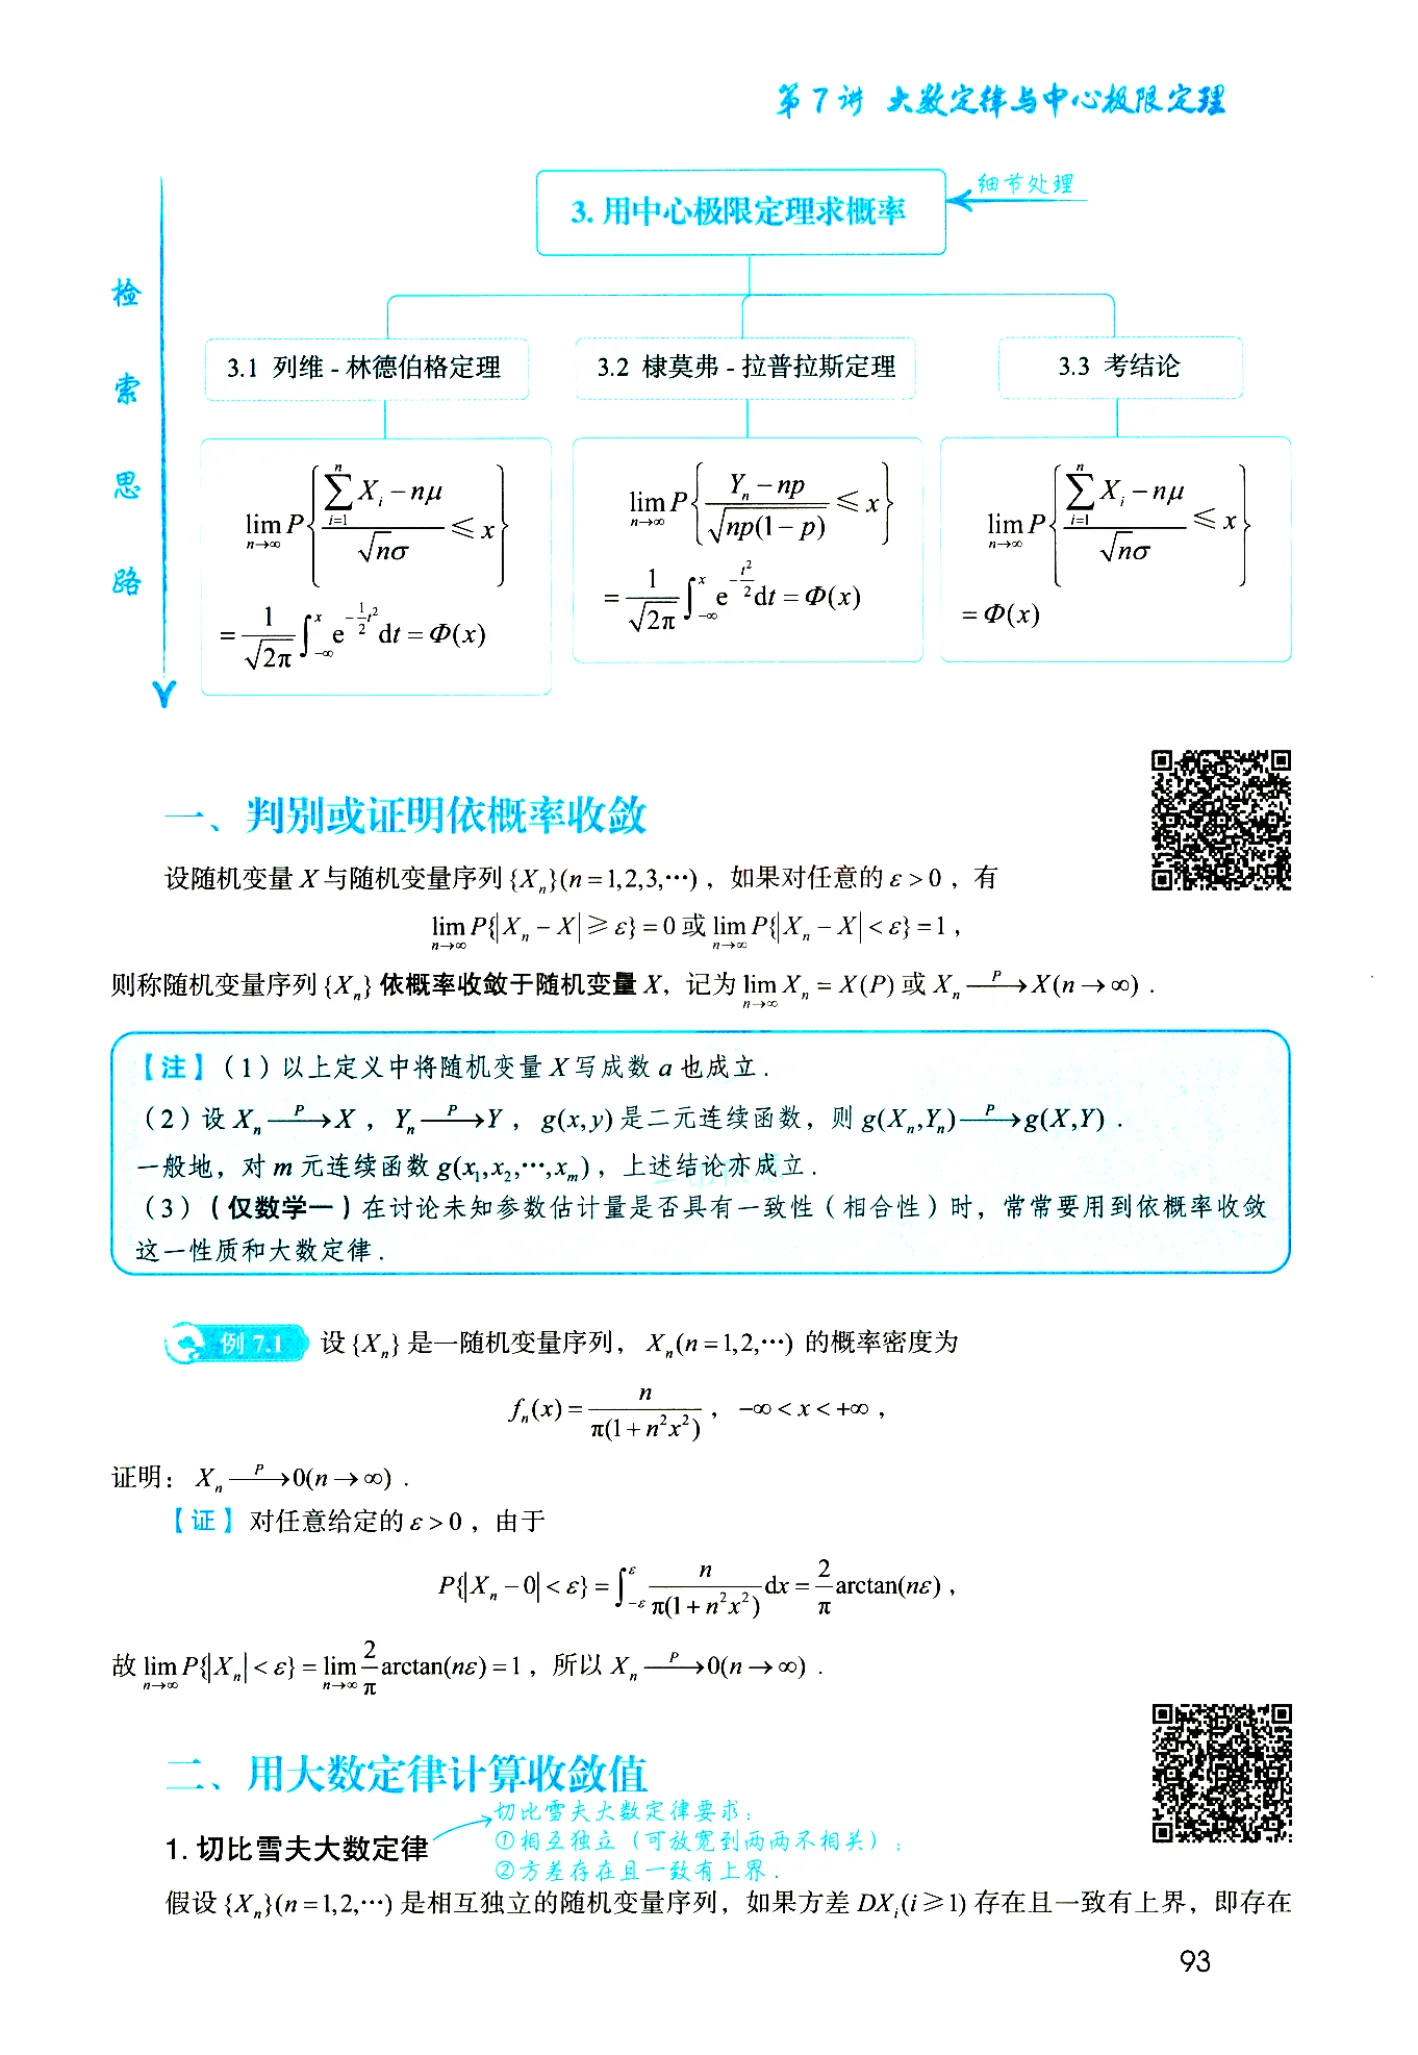 第7讲 大数定律与中心极限定理
3. 用中心极限定理求概率
细节处理
检索思路
3.1 列维 - 林德伯格定理
3.2 棣莫弗 - 拉普拉斯定理
3.3 考结论
$\lim_{n\to\infty} P\left\{\frac{\sum_{i=1}^{n} X_i - n\mu}{\sqrt{n}\sigma} \leqslant x\right\}$
$= \frac{1}{\sqrt{2\pi}}\int_{-\infty}^{x} e^{-\frac{1}{2}t^2} dt = \Phi(x)$
$\lim_{n\to\infty} P\left\{\frac{Y_n - np}{\sqrt{np(1-p)}} \leqslant x\right\}$
$= \frac{1}{\sqrt{2\pi}}\int_{-\infty}^{x} e^{-\frac{t^2}{2}} dt = \Phi(x)$
$\lim_{n\to\infty} P\left\{\frac{\sum_{i=1}^{n} X_i - n\mu}{\sqrt{n}\sigma} \leqslant x\right\}$
$= \Phi(x)$
一、判别或证明依概率收敛
设随机变量 X 与随机变量序列 {Xₙ}(n=1,2,3,⋯)，如果对任意的 ε>0，有
$\lim_{n\to\infty} P\{|X_n - X| \geqslant \varepsilon\} = 0$ 或 $\lim_{n\to\infty} P\{|X_n - X| < \varepsilon\} = 1$，
则称随机变量序列 {Xₙ} 依概率收敛于随机变量 X，记为 $\lim_{n\to\infty} X_n = X(P)$ 或 $X_n \xrightarrow{P} X(n\to\infty)$．
【注】（1）以上定义中将随机变量 X 写成数 a 也成立．
（2）设 $X_n \xrightarrow{P} X$，$Y_n \xrightarrow{P} Y$，g(x,y) 是二元连续函数，则 $g(X_n,Y_n) \xrightarrow{P} g(X,Y)$．
一般地，对 m 元连续函数 $g(x_1,x_2,\cdots,x_m)$，上述结论亦成立．
（3）（仅数学一）在讨论未知参数估计量是否具有一致性（相合性）时，常常要用到依概率收敛
这一性质和大数定律．
例 7.1 设 {Xₙ} 是一随机变量序列，Xₙ(n=1,2,⋯) 的概率密度为
$f_n(x) = \frac{n}{\pi(1+n^2x^2)}$，$-\infty < x < +\infty$，
证明：$X_n \xrightarrow{P} 0(n\to\infty)$．
【证】对任意给定的 ε>0，由于
$P\{|X_n - 0| < \varepsilon\} = \int_{-\varepsilon}^{\varepsilon} \frac{n}{\pi(1+n^2x^2)} dx = \frac{2}{\pi}\arctan(n\varepsilon)$，
故 $\lim_{n\to\infty} P\{|X_n| < \varepsilon\} = \lim_{n\to\infty} \frac{2}{\pi}\arctan(n\varepsilon) = 1$，所以 $X_n \xrightarrow{P} 0(n\to\infty)$．
二、用大数定律计算收敛值
切比雪夫大数定律要求：
1. 切比雪夫大数定律
①相互独立（可放宽到两两不相关）；
②方差存在且一致有上界．
假设 {Xₙ}(n=1,2,⋯) 是相互独立的随机变量序列，如果方差 $DX_i(i\geqslant 1)$ 存在且一致有上界，即存在
93